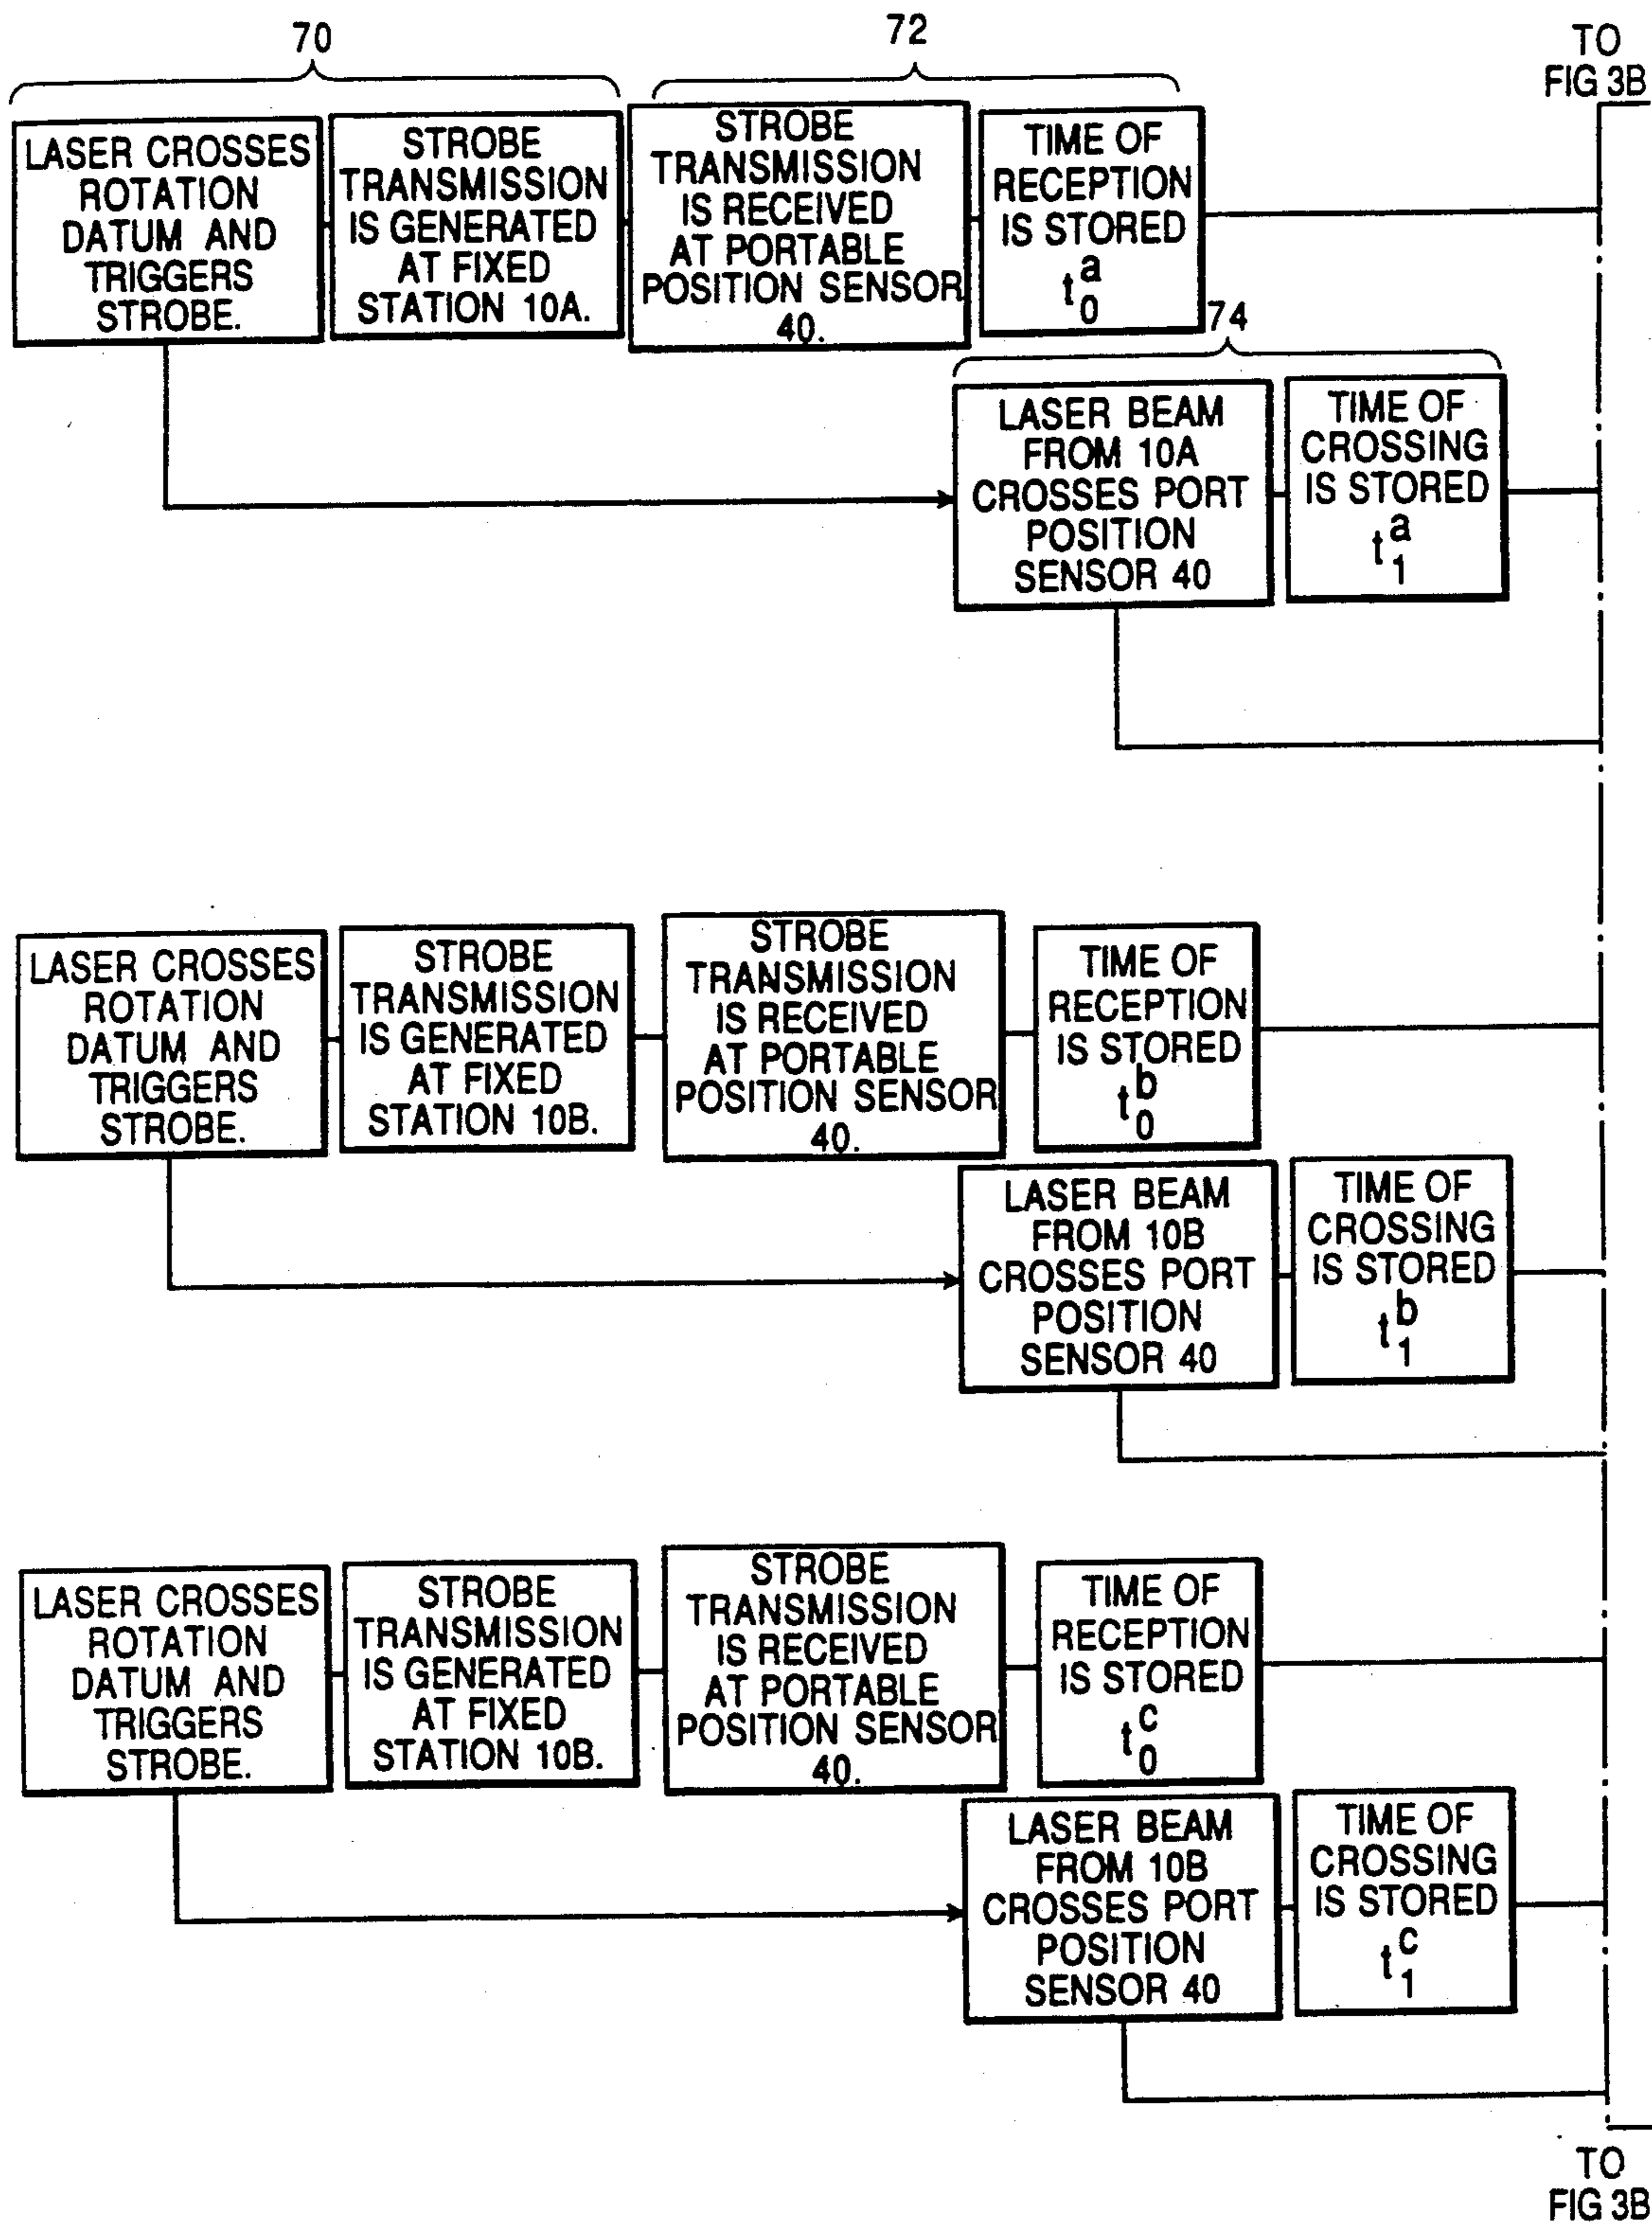 70
72
TO
FIG 3B
LASER CROSSES
ROTATION
DATUM AND
TRIGGERS
STROBE.
STROBE
TRANSMISSION
IS GENERATED
AT FIXED
STATION 10A.
STROBE
TRANSMISSION
IS RECEIVED
AT PORTABLE
POSITION SENSOR
40.
TIME OF
RECEPTION
IS STORED
t₀ᵃ
74
LASER BEAM
FROM 10A
CROSSES PORT
POSITION
SENSOR 40
TIME OF
CROSSING
IS STORED
t₁ᵃ
LASER CROSSES
ROTATION
DATUM AND
TRIGGERS
STROBE.
STROBE
TRANSMISSION
IS GENERATED
AT FIXED
STATION 10B.
STROBE
TRANSMISSION
IS RECEIVED
AT PORTABLE
POSITION SENSOR
40.
TIME OF
RECEPTION
IS STORED
t₀ᵇ
LASER BEAM
FROM 10B
CROSSES PORT
POSITION
SENSOR 40
TIME OF
CROSSING
IS STORED
t₁ᵇ
LASER CROSSES
ROTATION
DATUM AND
TRIGGERS
STROBE.
STROBE
TRANSMISSION
IS GENERATED
AT FIXED
STATION 10B.
STROBE
TRANSMISSION
IS RECEIVED
AT PORTABLE
POSITION SENSOR
40.
TIME OF
RECEPTION
IS STORED
t₀ᶜ
LASER BEAM
FROM 10B
CROSSES PORT
POSITION
SENSOR 40
TIME OF
CROSSING
IS STORED
t₁ᶜ
TO
FIG 3B